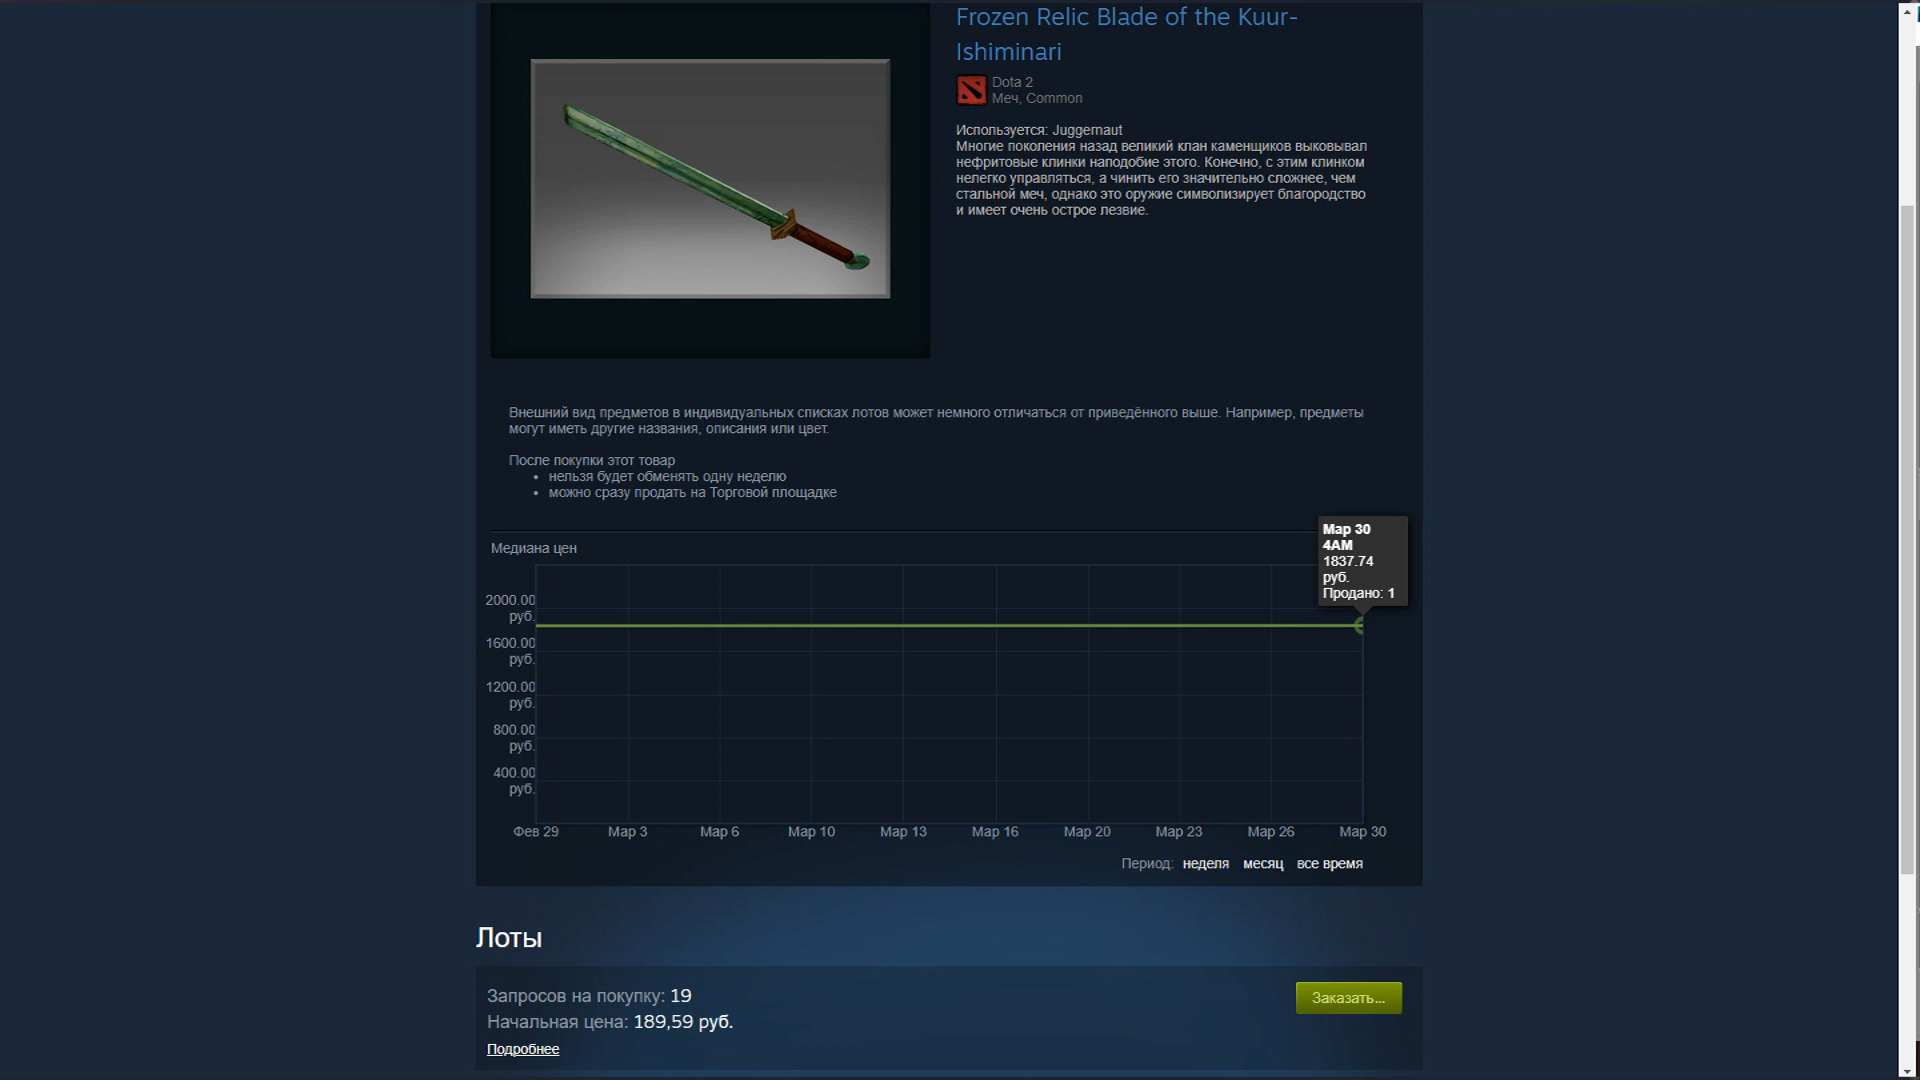 Frozen Relic Blade of the Kuur-
Ishiminari
Dota 2
Меч, Common
Используется: Juggernaut
Многие поколения назад великий клан каменщиков выковывал
нефритовые клинки наподобие этого. Конечно, с этим клинком
нелегко управляться, а чинить его значительно сложнее, чем
стальной меч, однако это оружие символизирует благородство
и имеет очень острое лезвие.
Внешний вид предметов в индивидуальных списках лотов может немного отличаться от приведённого выше. Например, предметы
могут иметь другие названия, описания или цвет.
После покупки этот товар
• нельзя будет обменять одну неделю
• можно сразу продать на Торговой площадке
Медиана цен
Мар 30
4AM
1837.74
руб.
Продано: 1
2000.00
руб.
1600.00
руб.
1200.00
руб.
800.00
руб.
400.00
руб.
Фев 29 Мар 3 Мар 6 Мар 10 Мар 13 Мар 16 Мар 20 Мар 23 Мар 26 Мар 30
Период: неделя месяц все время
Лоты
Запросов на покупку: 19
Заказать...
Начальная цена: 189,59 руб.
Подробнее